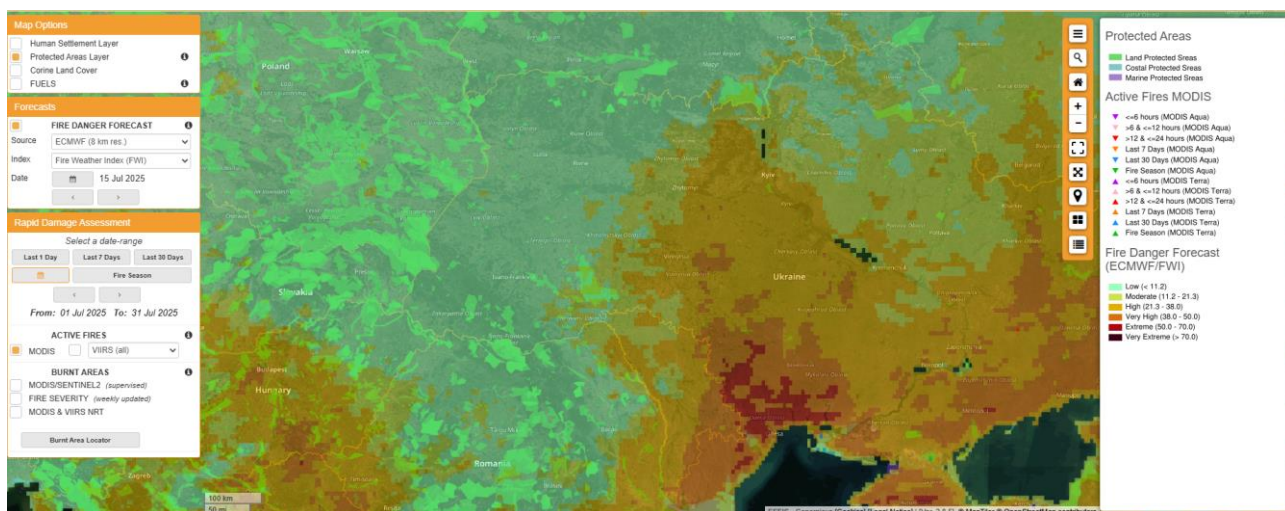 Map Options
Human Settlement Layer
Protected Areas Layer
Corine Land Cover
FUELS
Forecasts
FIRE DANGER FORECAST
Source ECMWF (8 km res.)
Index Fire Weather Index (FWI)
Date 15 Jul 2025
Rapid Damage Assessment
Select a date-range
Last 1 Day Last 7 Days Last 30 Days
Fire Season
From: 01 Jul 2025 To: 31 Jul 2025
ACTIVE FIRES
MODIS VIIRS (all)
BURNT AREAS
MODIS/SENTINEL2 (supervised)
FIRE SEVERITY (weekly updated)
MODIS & VIIRS NRT
Burnt Area Locator
Warsaw
Poland
Kyiv
Ukraine
Slovakia
Budapest
Hungary
Romania
Zagreb
100 km
50 mi
Protected Areas
Land Protected Sreas
Costal Protected Sreas
Marine Protected Sreas
Active Fires MODIS
<=6 hours (MODIS Aqua)
>6 & <=12 hours (MODIS Aqua)
>12 & <=24 hours (MODIS Aqua)
Last 7 Days (MODIS Aqua)
Last 30 Days (MODIS Aqua)
Fire Season (MODIS Aqua)
<=6 hours (MODIS Terra)
>6 & <=12 hours (MODIS Terra)
>12 & <=24 hours (MODIS Terra)
Last 7 Days (MODIS Terra)
Last 30 Days (MODIS Terra)
Fire Season (MODIS Terra)
Fire Danger Forecast
(ECMWF/FWI)
Low (< 11.2)
Moderate (11.2 - 21.3)
High (21.3 - 38.0)
Very High (38.0 - 50.0)
Extreme (50.0 - 70.0)
Very Extreme (> 70.0)